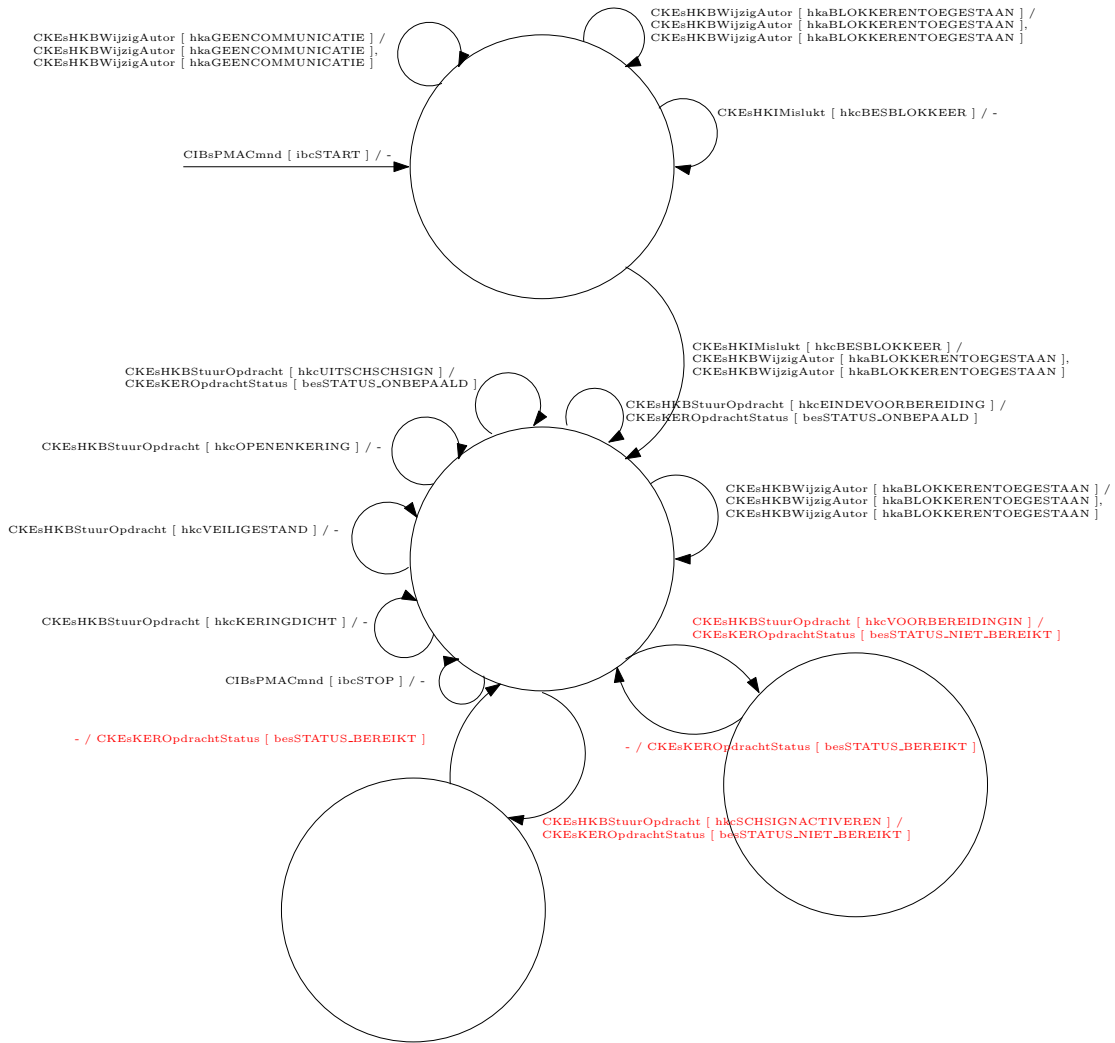 CKEsHKBWijzigAutor [ hkaGEENCOMMUNICATIE ] /
CKEsHKBWijzigAutor [ hkaGEENCOMMUNICATIE ],
CKEsHKBWijzigAutor [ hkaGEENCOMMUNICATIE ]
CKEsHKBWijzigAutor [ hkaBLOKKERENTOEGESTAAN ] /
CKEsHKBWijzigAutor [ hkaBLOKKERENTOEGESTAAN ],
CKEsHKBWijzigAutor [ hkaBLOKKERENTOEGESTAAN ]
CKEsHKIMislukt [ hkcBESBLOKKEER ] / -
CIBsPMACmnd [ ibcSTART ] / -
CKEsHKIMislukt [ hkcBESBLOKKEER ] /
CKEsHKBWijzigAutor [ hkaBLOKKERENTOEGESTAAN ],
CKEsHKBWijzigAutor [ hkaBLOKKERENTOEGESTAAN ]
CKEsHKBStuurOpdracht [ hkcUITSCHSCHSIGN ] /
CKEsKEROpdrachtStatus [ besSTATUS_ONBEPAALD ]
CKEsHKBStuurOpdracht [ hkcEINDEVOORBEREIDING ] /
CKEsKEROpdrachtStatus [ besSTATUS_ONBEPAALD ]
CKEsHKBStuurOpdracht [ hkcOPENENKERING ] / -
CKEsHKBWijzigAutor [ hkaBLOKKERENTOEGESTAAN ] /
CKEsHKBWijzigAutor [ hkaBLOKKERENTOEGESTAAN ],
CKEsHKBWijzigAutor [ hkaBLOKKERENTOEGESTAAN ]
CKEsHKBStuurOpdracht [ hkcVEILIGESTAND ] / -
CKEsHKBStuurOpdracht [ hkcKERINGDICHT ] / -
CKEsHKBStuurOpdracht [ hkcVOORBEREIDINGIN ] /
CKEsKEROpdrachtStatus [ besSTATUS_NIET_BEREIKT ]
CIBsPMACmnd [ ibcSTOP ] / -
- / CKEsKEROpdrachtStatus [ besSTATUS_BEREIKT ]
- / CKEsKEROpdrachtStatus [ besSTATUS_BEREIKT ]
CKEsHKBStuurOpdracht [ hkcSCHSIGNACTIVEREN ] /
CKEsKEROpdrachtStatus [ besSTATUS_NIET_BEREIKT ]